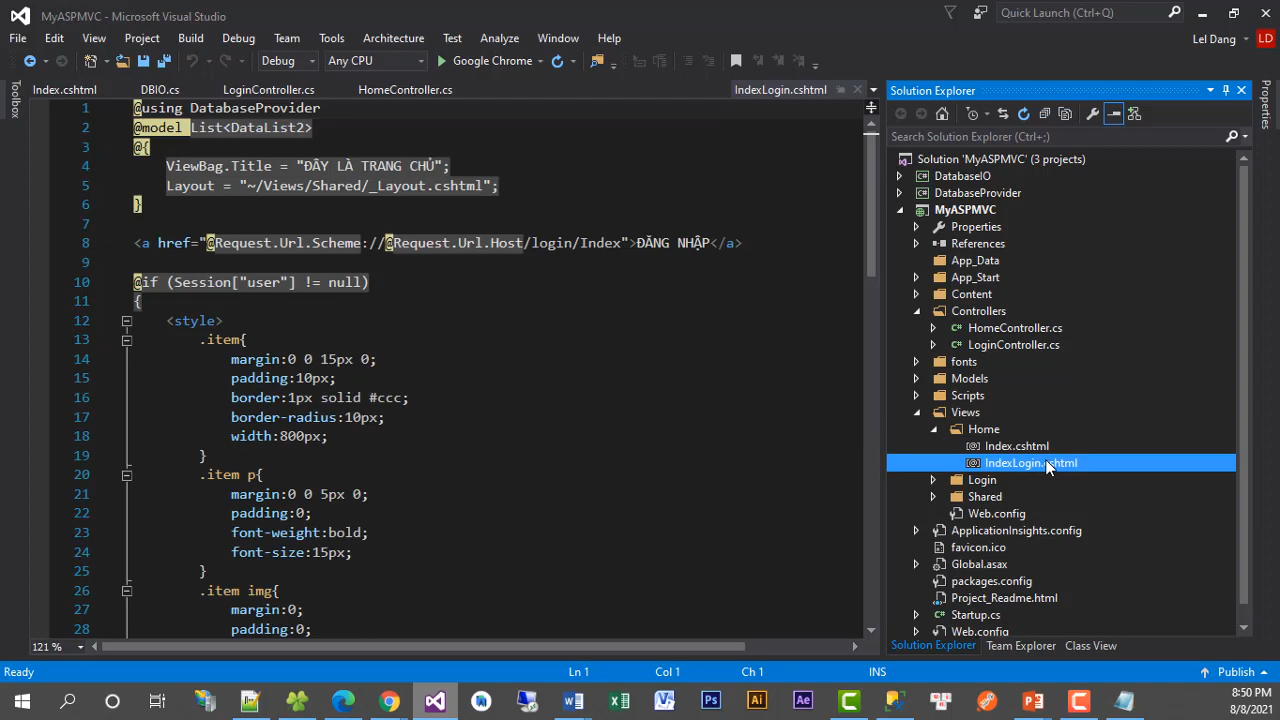 MyASPMVC - Microsoft Visual Studio
Quick Launch (Ctrl+Q)
File Edit View Project Build Debug Team Tools Architecture Test Analyze Window Help
Lel Dang LD
Debug Any CPU Google Chrome
Toolbox
Index.cshtml DBIO.cs LoginController.cs HomeController.cs IndexLogin.cshtml
1 @using DatabaseProvider
2 @model List<DataList2>
3 @{
4 ViewBag.Title = "ĐÂY LÀ TRANG CHỦ";
5 Layout = "~/Views/Shared/_Layout.cshtml";
6 }
7
8 <a href="@Request.Url.Scheme://@Request.Url.Host/login/Index">ĐĂNG NHẬP</a>
9
10 @if (Session["user"] != null)
11 {
12 <style>
13 .item{
14 margin:0 0 15px 0;
15 padding:10px;
16 border:1px solid #ccc;
17 border-radius:10px;
18 width:800px;
19 }
20 .item p{
21 margin:0 0 5px 0;
22 padding:0;
23 font-weight:bold;
24 font-size:15px;
25 }
26 .item img{
27 margin:0;
28 padding:0;
121 %
Solution Explorer
Search Solution Explorer (Ctrl+;)
Solution 'MyASPMVC' (3 projects)
DatabaseIO
DatabaseProvider
MyASPMVC
Properties
References
App_Data
App_Start
Content
Controllers
HomeController.cs
LoginController.cs
fonts
Models
Scripts
Views
Home
Index.cshtml
IndexLogin.cshtml
Login
Shared
Web.config
ApplicationInsights.config
favicon.ico
Global.asax
packages.config
Project_Readme.html
Startup.cs
Web.config
Solution Explorer Team Explorer Class View
Properties
Ready Ln 1 Col 1 Ch 1 INS Publish
8:50 PM
8/8/2021